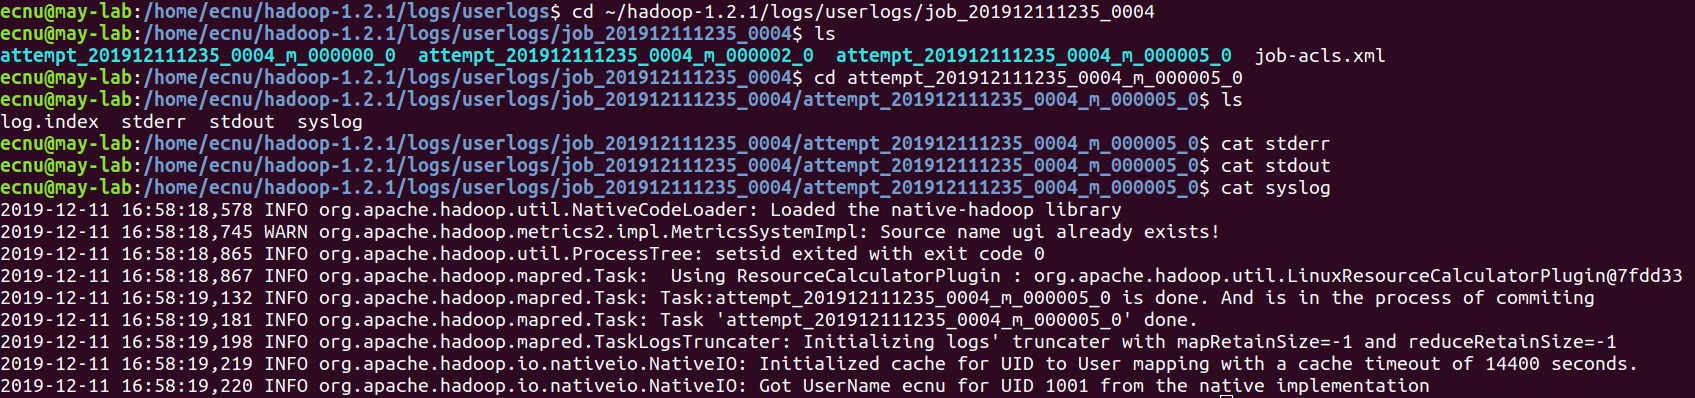 ecnu@may-lab:/home/ecnu/hadoop-1.2.1/logs/userlogs$ cd ~/hadoop-1.2.1/logs/userlogs/job_201912111235_0004
ecnu@may-lab:/home/ecnu/hadoop-1.2.1/logs/userlogs/job_201912111235_0004$ ls
attempt_201912111235_0004_m_000000_0  attempt_201912111235_0004_m_000002_0  attempt_201912111235_0004_m_000005_0  job-acls.xml
ecnu@may-lab:/home/ecnu/hadoop-1.2.1/logs/userlogs/job_201912111235_0004$ cd attempt_201912111235_0004_m_000005_0
ecnu@may-lab:/home/ecnu/hadoop-1.2.1/logs/userlogs/job_201912111235_0004/attempt_201912111235_0004_m_000005_0$ ls
log.index  stderr  stdout  syslog
ecnu@may-lab:/home/ecnu/hadoop-1.2.1/logs/userlogs/job_201912111235_0004/attempt_201912111235_0004_m_000005_0$ cat stderr
ecnu@may-lab:/home/ecnu/hadoop-1.2.1/logs/userlogs/job_201912111235_0004/attempt_201912111235_0004_m_000005_0$ cat stdout
ecnu@may-lab:/home/ecnu/hadoop-1.2.1/logs/userlogs/job_201912111235_0004/attempt_201912111235_0004_m_000005_0$ cat syslog
2019-12-11 16:58:18,578 INFO org.apache.hadoop.util.NativeCodeLoader: Loaded the native-hadoop library
2019-12-11 16:58:18,745 WARN org.apache.hadoop.metrics2.impl.MetricsSystemImpl: Source name ugi already exists!
2019-12-11 16:58:18,865 INFO org.apache.hadoop.util.ProcessTree: setsid exited with exit code 0
2019-12-11 16:58:18,867 INFO org.apache.hadoop.mapred.Task:  Using ResourceCalculatorPlugin : org.apache.hadoop.util.LinuxResourceCalculatorPlugin@7fdd33
2019-12-11 16:58:19,132 INFO org.apache.hadoop.mapred.Task: Task:attempt_201912111235_0004_m_000005_0 is done. And is in the process of commiting
2019-12-11 16:58:19,181 INFO org.apache.hadoop.mapred.Task: Task 'attempt_201912111235_0004_m_000005_0' done.
2019-12-11 16:58:19,198 INFO org.apache.hadoop.mapred.TaskLogsTruncater: Initializing logs' truncater with mapRetainSize=-1 and reduceRetainSize=-1
2019-12-11 16:58:19,219 INFO org.apache.hadoop.io.nativeio.NativeIO: Initialized cache for UID to User mapping with a cache timeout of 14400 seconds.
2019-12-11 16:58:19,220 INFO org.apache.hadoop.io.nativeio.NativeIO: Got UserName ecnu for UID 1001 from the native implementation